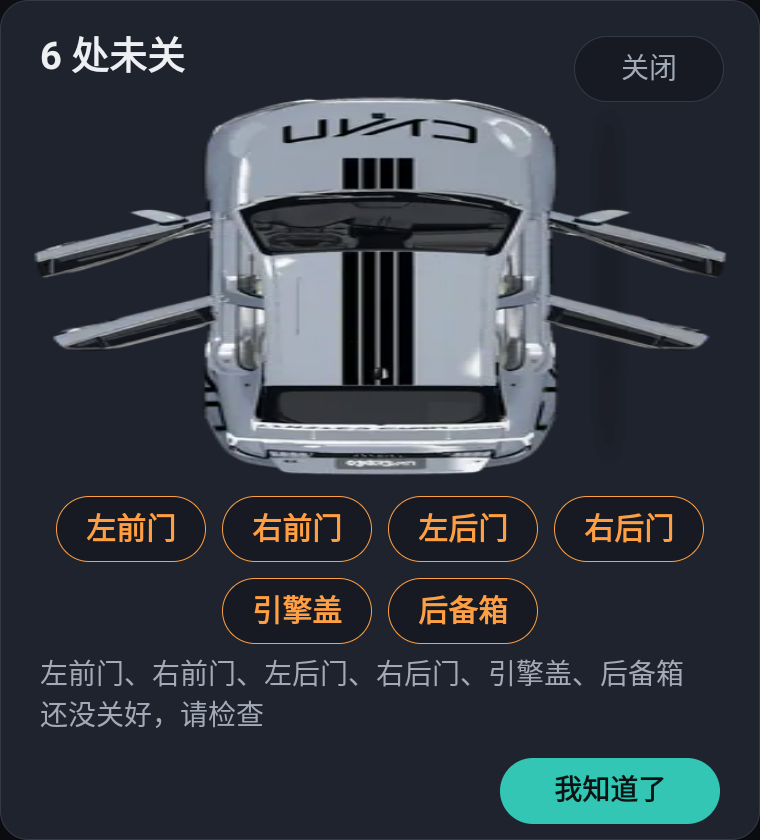 6 处未关
关闭
左前门
右前门
左后门
右后门
引擎盖
后备箱
左前门、右前门、左后门、右后门、引擎盖、后备箱
还没关好，请检查
我知道了